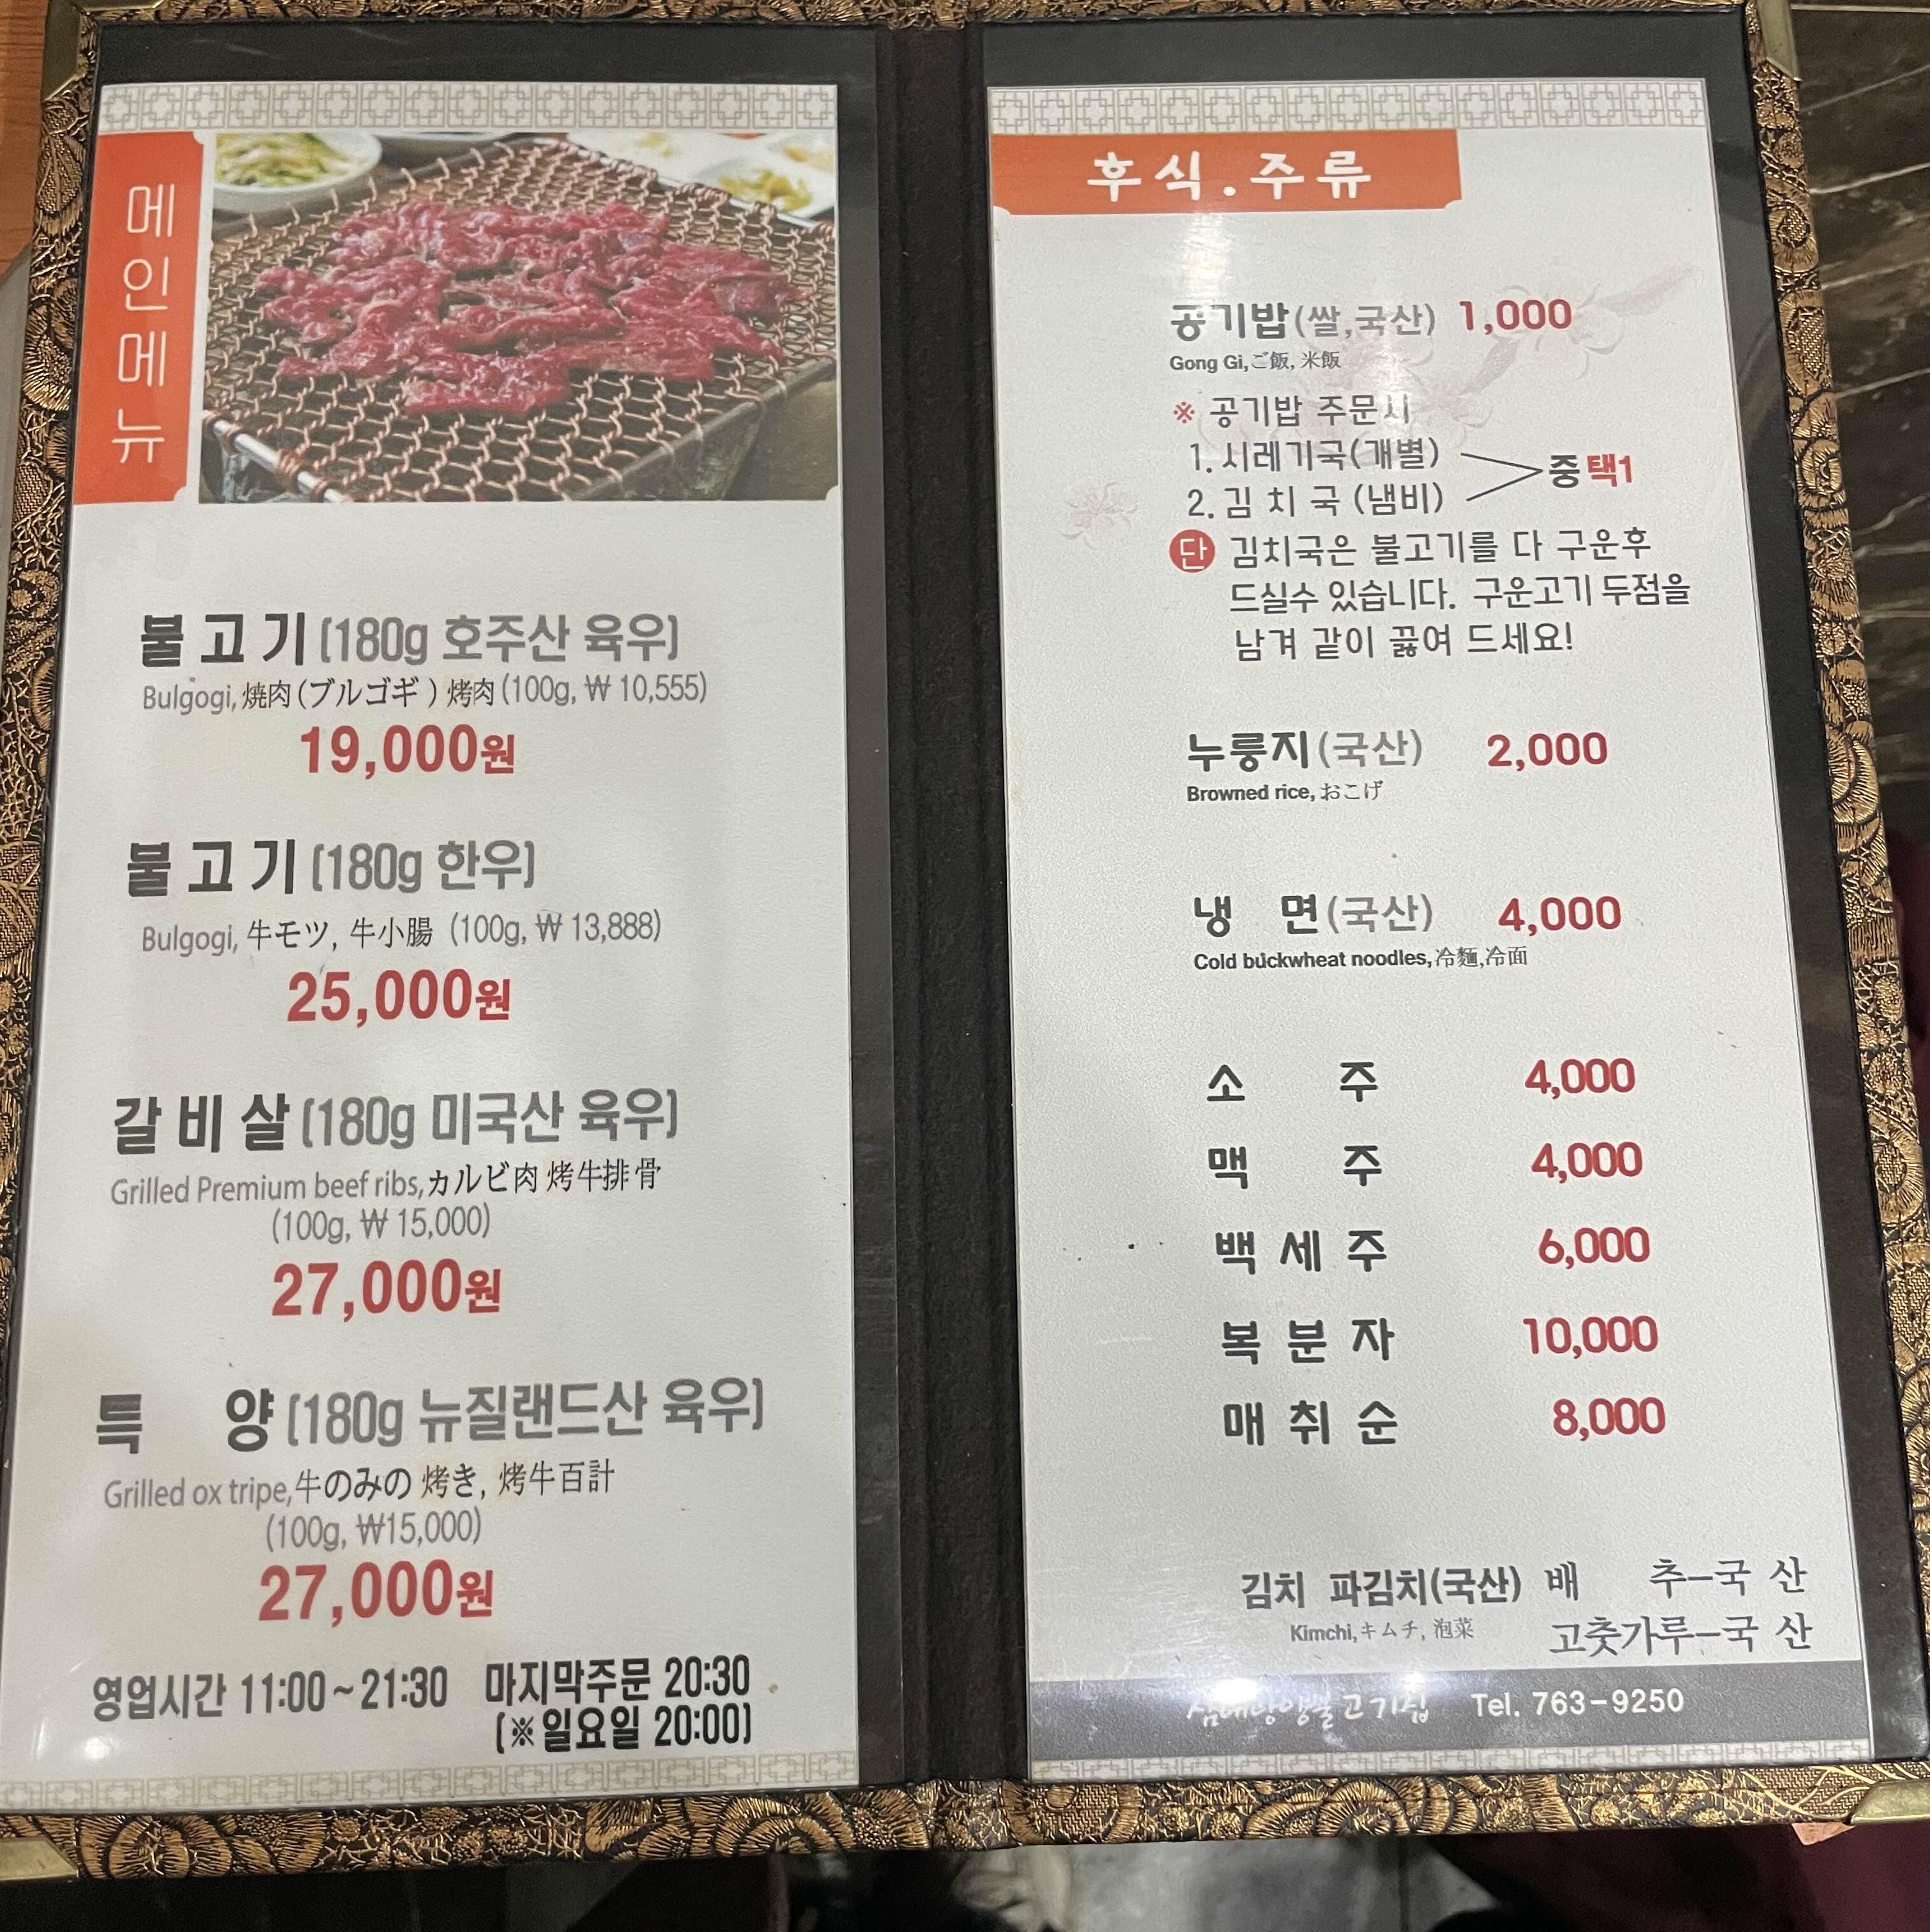 메인메뉴
불고기(180g 호주산 육우)
Bulgogi,焼肉(ブルゴギ)烤肉(100g, ₩ 10,555)
19,000원
불고기(180g 한우)
Bulgogi, 牛モツ, 牛小腸 (100g, ₩ 13,888)
25,000원
갈비살(180g 미국산 육우)
Grilled Premium beef ribs,カルビ肉 烤牛排骨
(100g, ₩ 15,000)
27,000원
특 양(180g 뉴질랜드산 육우)
Grilled ox tripe,牛のみの 烤き, 烤牛百計
(100g, ₩15,000)
27,000원
영업시간 11:00~21:30 마지막주문 20:30
(※일요일 20:00)
후식.주류
공기밥(쌀,국산) 1,000
Gong Gi,ご飯, 米飯
※ 공기밥 주문시
1. 시레기국(개별)
2. 김 치 국 (냄비)
중 택1
단 김치국은 불고기를 다 구운후
드실수 있습니다. 구운고기 두점을
남겨 같이 끓여 드세요!
누룽지(국산) 2,000
Browned rice, おこげ
냉 면(국산) 4,000
Cold buckwheat noodles,冷麵,冷面
소 주 4,000
맥 주 4,000
백 세 주 6,000
복 분 자 10,000
매 취 순 8,000
김치 파김치(국산) 배 추-국 산
Kimchi,キムチ, 泡菜 고춧가루-국 산
Tel. 763-9250